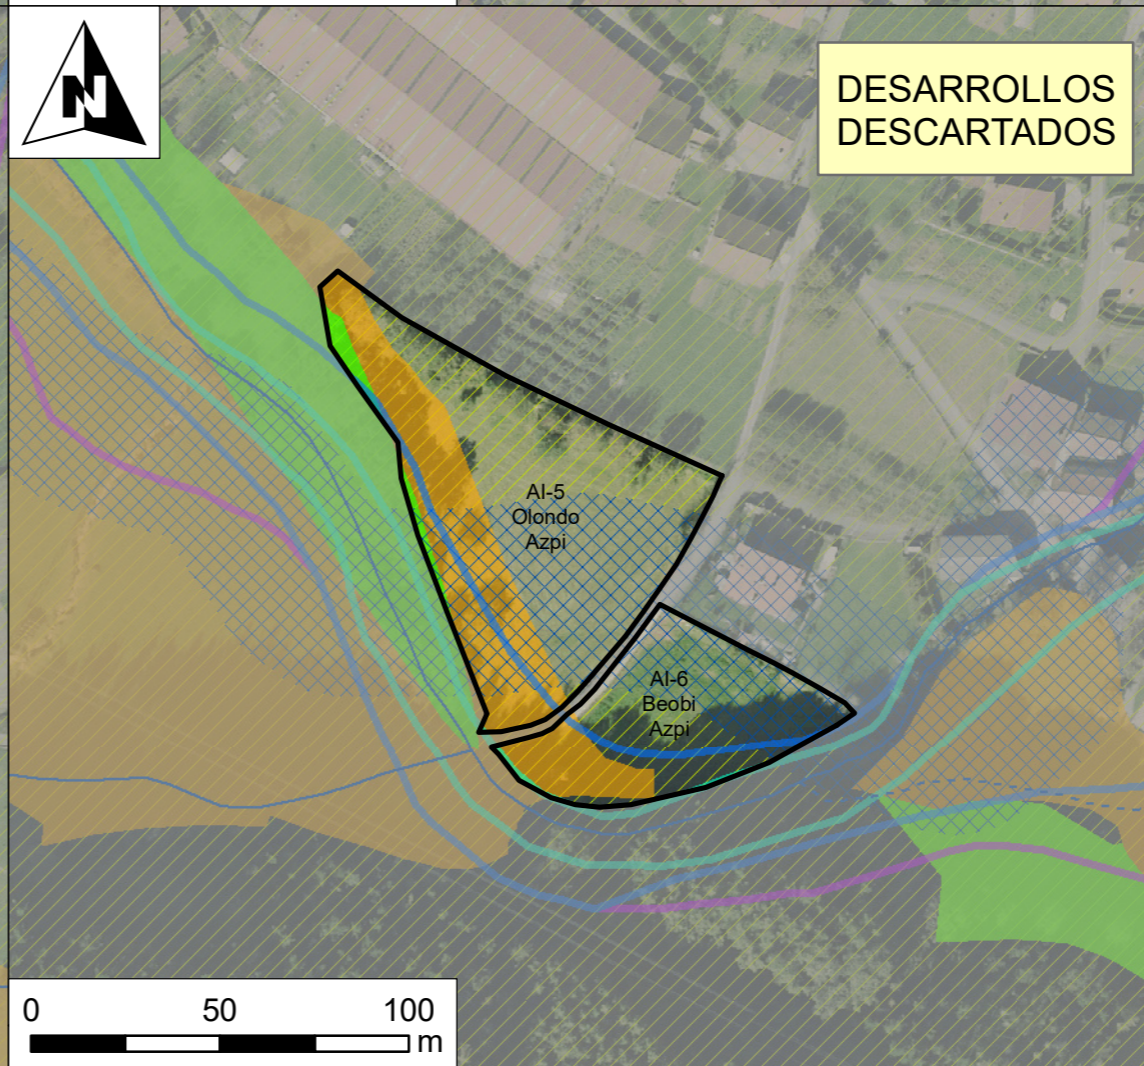 N
DESARROLLOS
DESCARTADOS
AI-5
Olondo
Azpi
AI-6
Beobi
Azpi
0 50 100
m